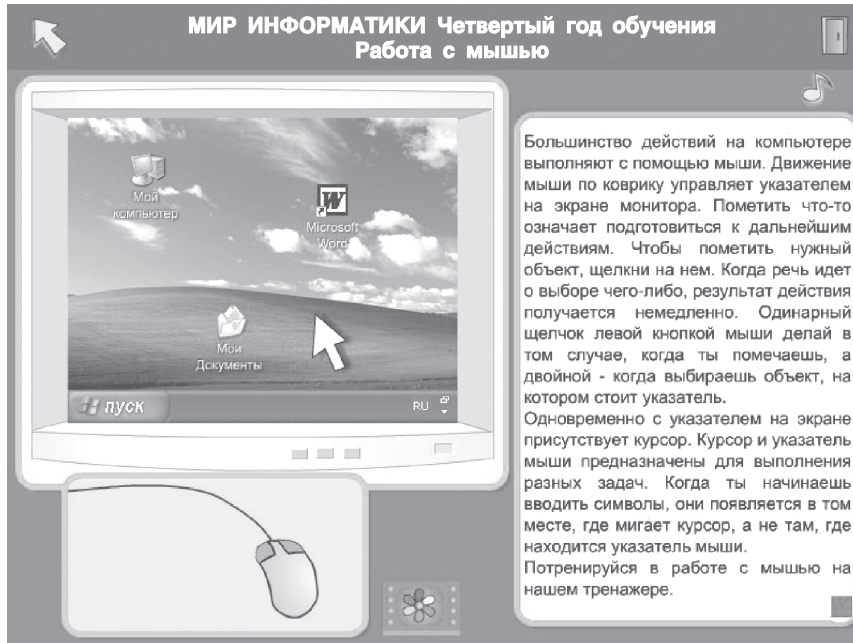 МИР ИНФОРМАТИКИ Четвертый год обучения
Работа с мышью
Мой
компьютер
Microsoft
Word
Мои
Документы
пуск
RU
Большинство действий на компьютере
выполняют с помощью мыши. Движение
мыши по коврику управляет указателем
на экране монитора. Пометить что-то
означает подготовиться к дальнейшим
действиям. Чтобы пометить нужный
объект, щелкни на нем. Когда речь идет
о выборе чего-либо, результат действия
получается немедленно. Одинарный
щелчок левой кнопкой мыши делай в
том случае, когда ты помечаешь, а
двойной - когда выбираешь объект, на
котором стоит указатель.
Одновременно с указателем на экране
присутствует курсор. Курсор и указатель
мыши предназначены для выполнения
разных задач. Когда ты начинаешь
вводить символы, они появляется в том
месте, где мигает курсор, а не там, где
находится указатель мыши.
Потренируйся в работе с мышью на
нашем тренажере.